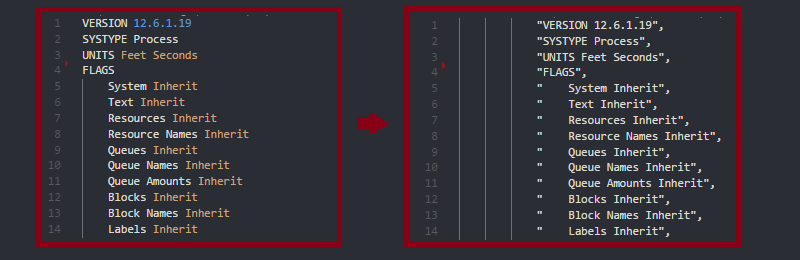 1 VERSION 12.6.1.19
2 SYSTYPE Process
3 UNITS Feet Seconds
4 FLAGS
5     System Inherit
6     Text Inherit
7     Resources Inherit
8     Resource Names Inherit
9     Queues Inherit
10     Queue Names Inherit
11     Queue Amounts Inherit
12     Blocks Inherit
13     Block Names Inherit
14     Labels Inherit
1 "VERSION 12.6.1.19",
2 "SYSTYPE Process",
3 "UNITS Feet Seconds",
4 "FLAGS",
5 "    System Inherit",
6 "    Text Inherit",
7 "    Resources Inherit",
8 "    Resource Names Inherit",
9 "    Queues Inherit",
10 "    Queue Names Inherit",
11 "    Queue Amounts Inherit",
12 "    Blocks Inherit",
13 "    Block Names Inherit",
14 "    Labels Inherit",